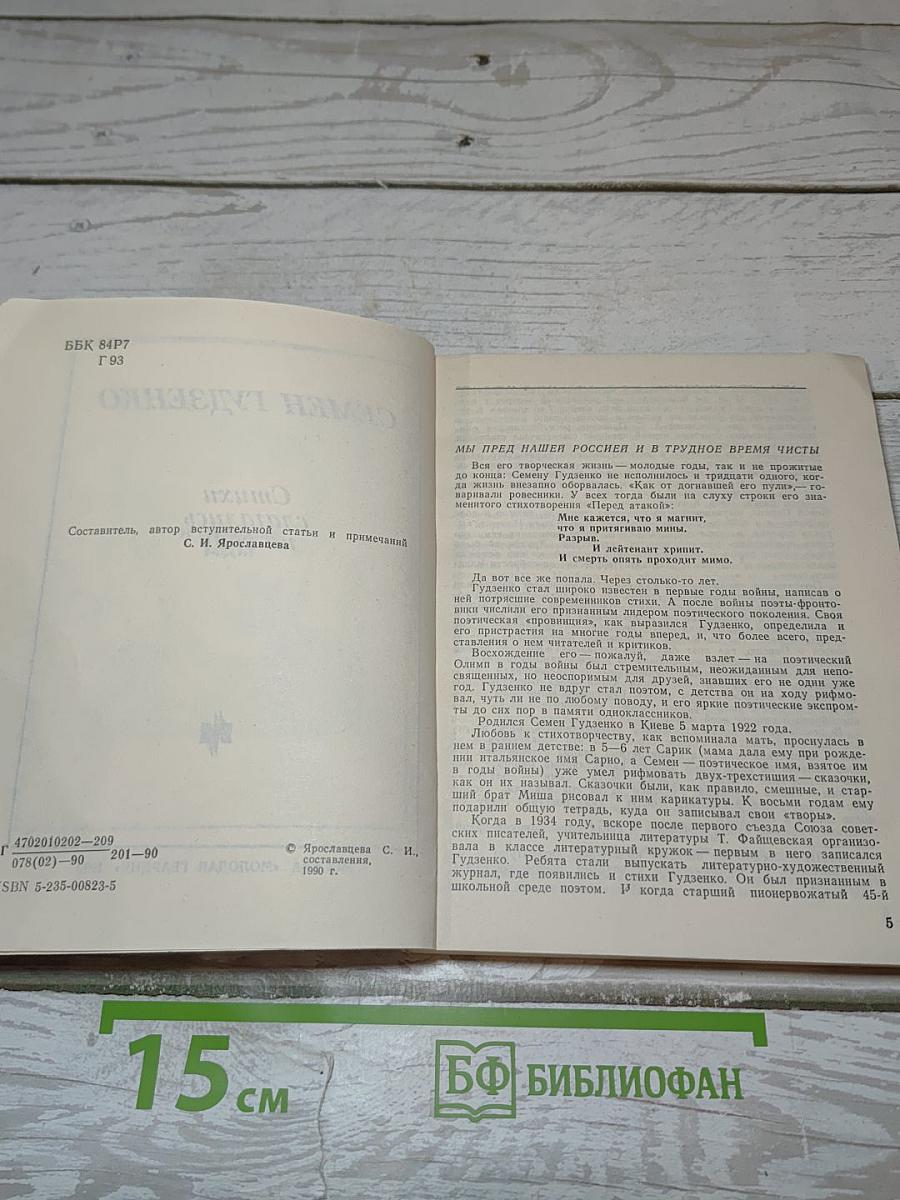 ББК 84Р7
Г 93
Составитель, автор вступительной статьи и примечаний
С. И. Ярославцева
Г 4702010202—209
078(02)—90
201—90
ISBN 5-235-00823-5
© Ярославцева С. И.,
составления,
1990 г.
МЫ ПРЕД НАШЕЙ РОССИЕЙ И В ТРУДНОЕ ВРЕМЯ ЧИСТЫ
Вся его творческая жизнь — молодые годы, так и не прожитые
до конца: Семену Гудзенко не исполнилось и тридцати одного, ког-
да жизнь внезапно оборвалась. «Как от догнавшей его пули»,— го-
варивали ровесники. У всех тогда были на слуху строки его зна-
менитого стихотворения «Перед атакой»:
Мне кажется, что я магнит,
что я притягиваю мины.
Разрыв.
И лейтенант хрипит.
И смерть опять проходит мимо.
Да вот все же попала. Через столько-то лет.
Гудзенко стал широко известен в первые годы войны, написав о
ней потрясшие современников стихи. А после войны поэты-фронто-
вики числили его признанным лидером поэтического поколения. Своя
поэтическая «провинция», как выразился Гудзенко, определила и
его пристрастия на многие годы вперед, и, что более всего, пред-
ставления о нем читателей и критиков.
Восхождение его — пожалуй, даже взлет — на поэтический
Олимп в годы войны был стремительным, неожиданным для непо-
священных, но неоспоримым для друзей, знавших его не один уже
год. Гудзенко не вдруг стал поэтом, с детства он на ходу рифмо-
вал, чуть ли не по любому поводу, и его яркие поэтические экспром-
ты до сих пор в памяти одноклассников.
Родился Семен Гудзенко в Киеве 5 марта 1922 года.
Любовь к стихотворчеству, как вспоминала мать, проснулась в
нем в раннем детстве: в 5—6 лет Сарик (мама дала ему при рожде-
нии итальянское имя Сарио, а Семен — поэтическое имя, взятое им
в годы войны) уже умел рифмовать двух-трехстишия — сказочки,
как он их называл. Сказочки были, как правило, смешные, и стар-
ший брат Миша рисовал к ним карикатуры. К восьми годам ему
подарили общую тетрадь, куда он записывал свои «творы».
Когда в 1934 году, вскоре после первого съезда Союза совет-
ских писателей, учительница литературы Т. Файщевская организо-
вала в классе литературный кружок — первым в него записался
Гудзенко. Ребята стали выпускать литературно-художественный
журнал, где появились и стихи Гудзенко. Он был признанным в
школьной среде поэтом. И когда старший пионервожатый 45-й
5
15 см
БФ БИБЛИОФАН